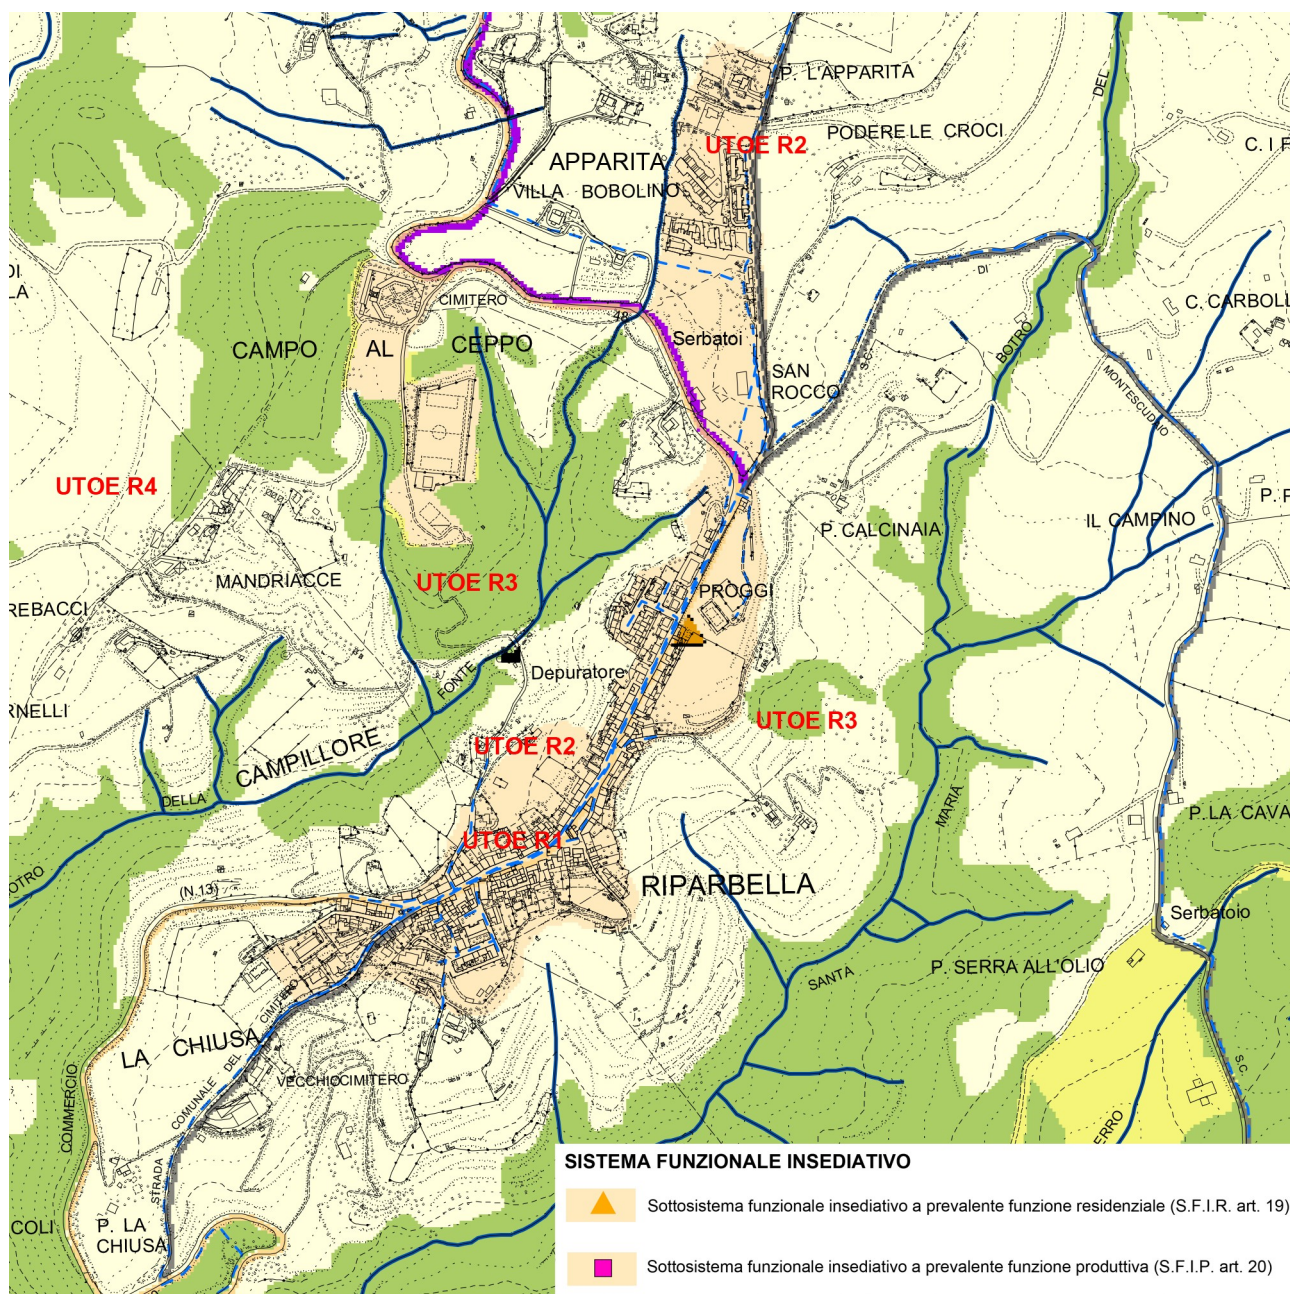 P. L'APPARITA
UTOE R2
PODERE LE CROCI
DEL
C. I F
APPARITA
VILLA BOBOLINO
DI
LA
CIMITERO
48
DI
C. CARBOLL
CAMPO AL CEPPO
Serbatoi
SAN
ROCCO
S.C.
BOTRO
MONTESCUDAIO
UTOE R4
P. CALCINAIA
IL CAMPINO
P. F
MANDRIACCE
UTOE R3
PROGGI
REBACCI
FONTE
Depuratore
RNELLI
UTOE R3
CAMPILLORE
UTOE R2
DELLA
MARIA
P. LA CAVA
UTOE R1
OTRO
(N.13)
RIPARBELLA
Serbatoio
SANTA
P. SERRA ALL'OLIO
LA CHIUSA
CIMITERO
DEL
COMUNALE
STRADA
VECCHIO CIMITERO
COMMERCIO
S.C.
ERRO
COLI
P. LA
CHIUSA
SISTEMA FUNZIONALE INSEDIATIVO
Sottosistema funzionale insediativo a prevalente funzione residenziale (S.F.I.R. art. 19)
Sottosistema funzionale insediativo a prevalente funzione produttiva (S.F.I.P. art. 20)